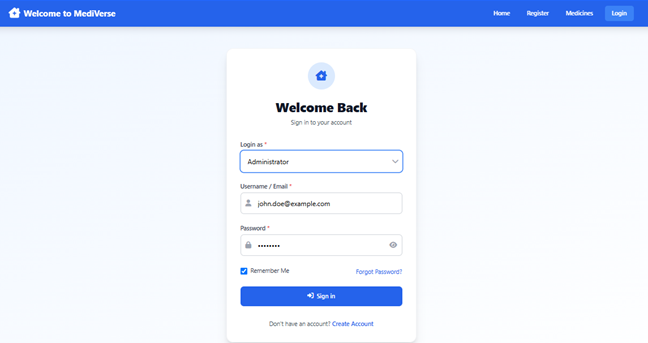 Welcome to MediVerse
Home Register Medicines Login
Welcome Back
Sign in to your account
Login as *
Administrator
Username / Email *
john.doe@example.com
Password *
••••••••
Remember Me Forgot Password?
Sign in
Don't have an account? Create Account